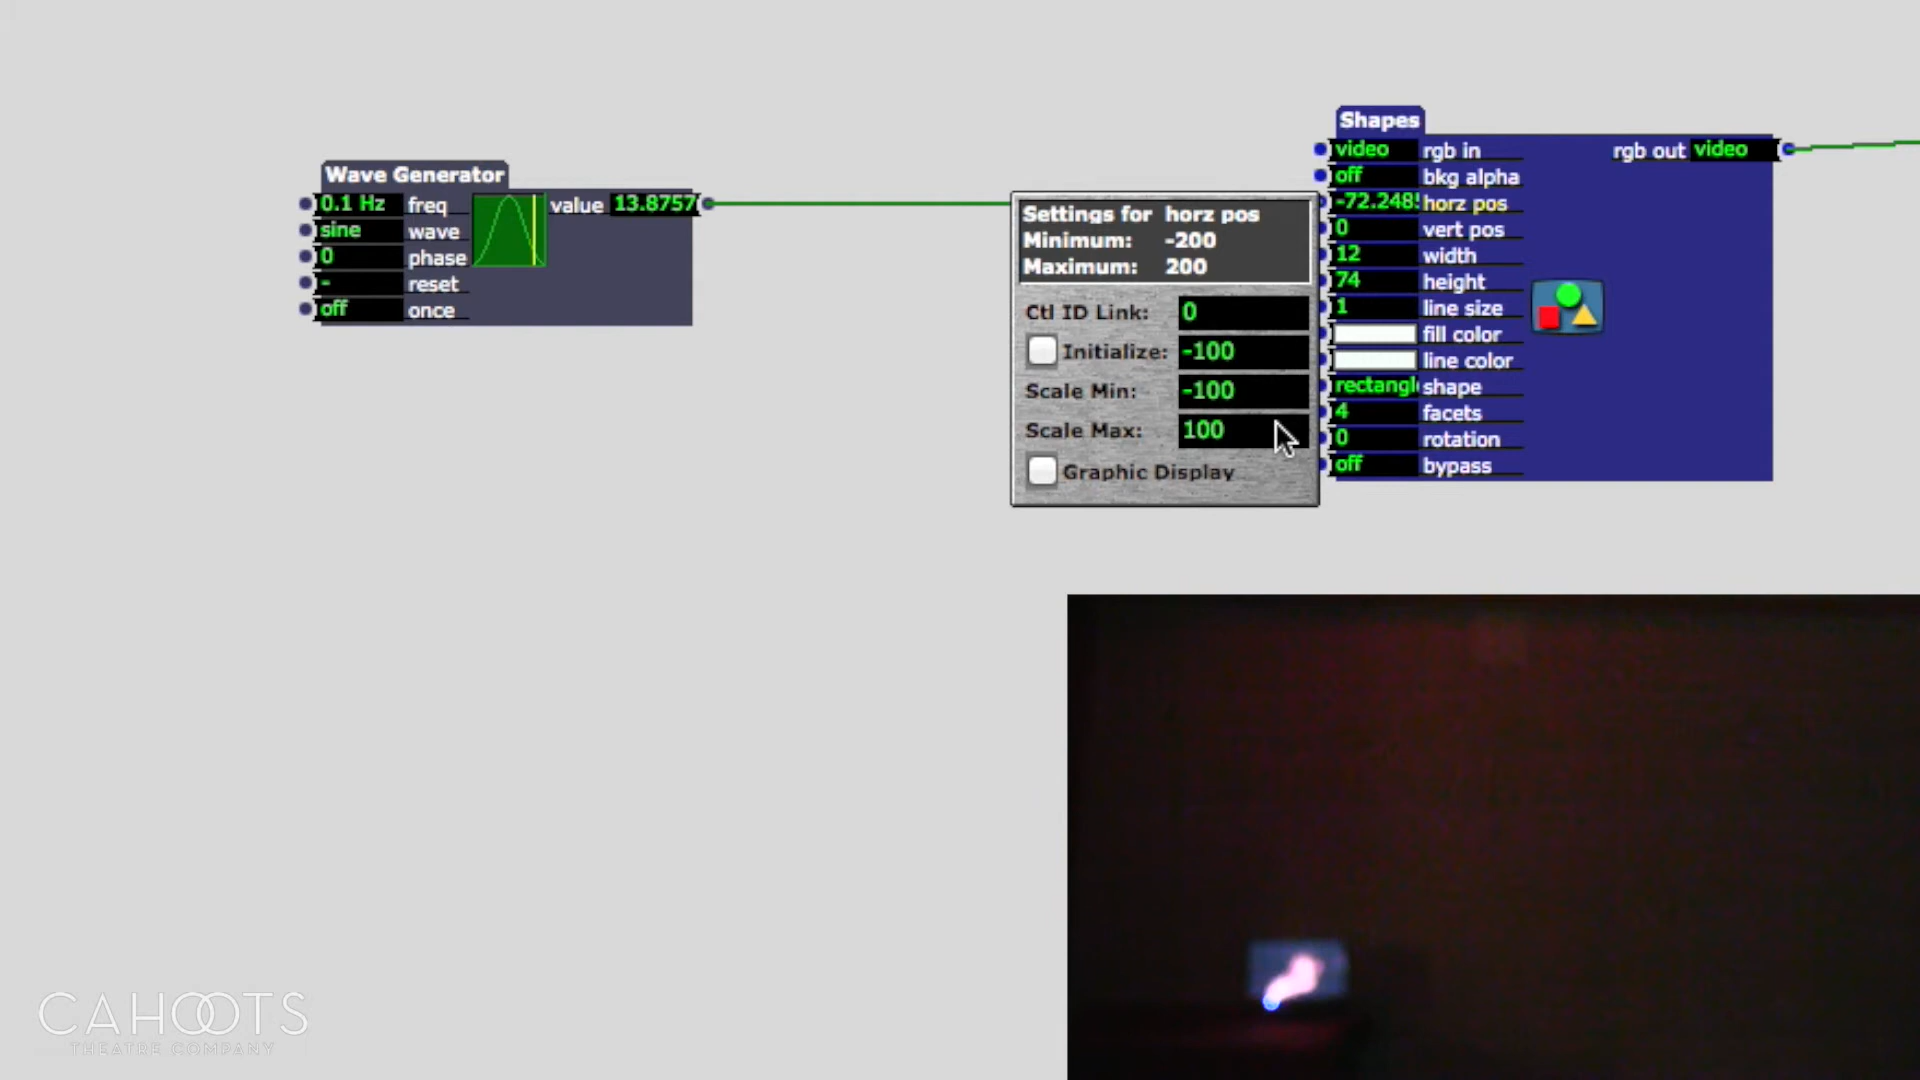 Shapes
video rgb in
rgb out video
off bkg alpha
-72.248 horz pos
0 vert pos
12 width
74 height
1 line size
fill color
line color
rectangl shape
4 facets
0 rotation
off bypass
Wave Generator
0.1 Hz freq
value 13.8757
sine wave
0 phase
- reset
off once
Settings for horz pos
Minimum: -200
Maximum: 200
Ctl ID Link: 0
Initialize: -100
Scale Min: -100
Scale Max: 100
Graphic Display
CAHOOTS
THEATRE COMPANY